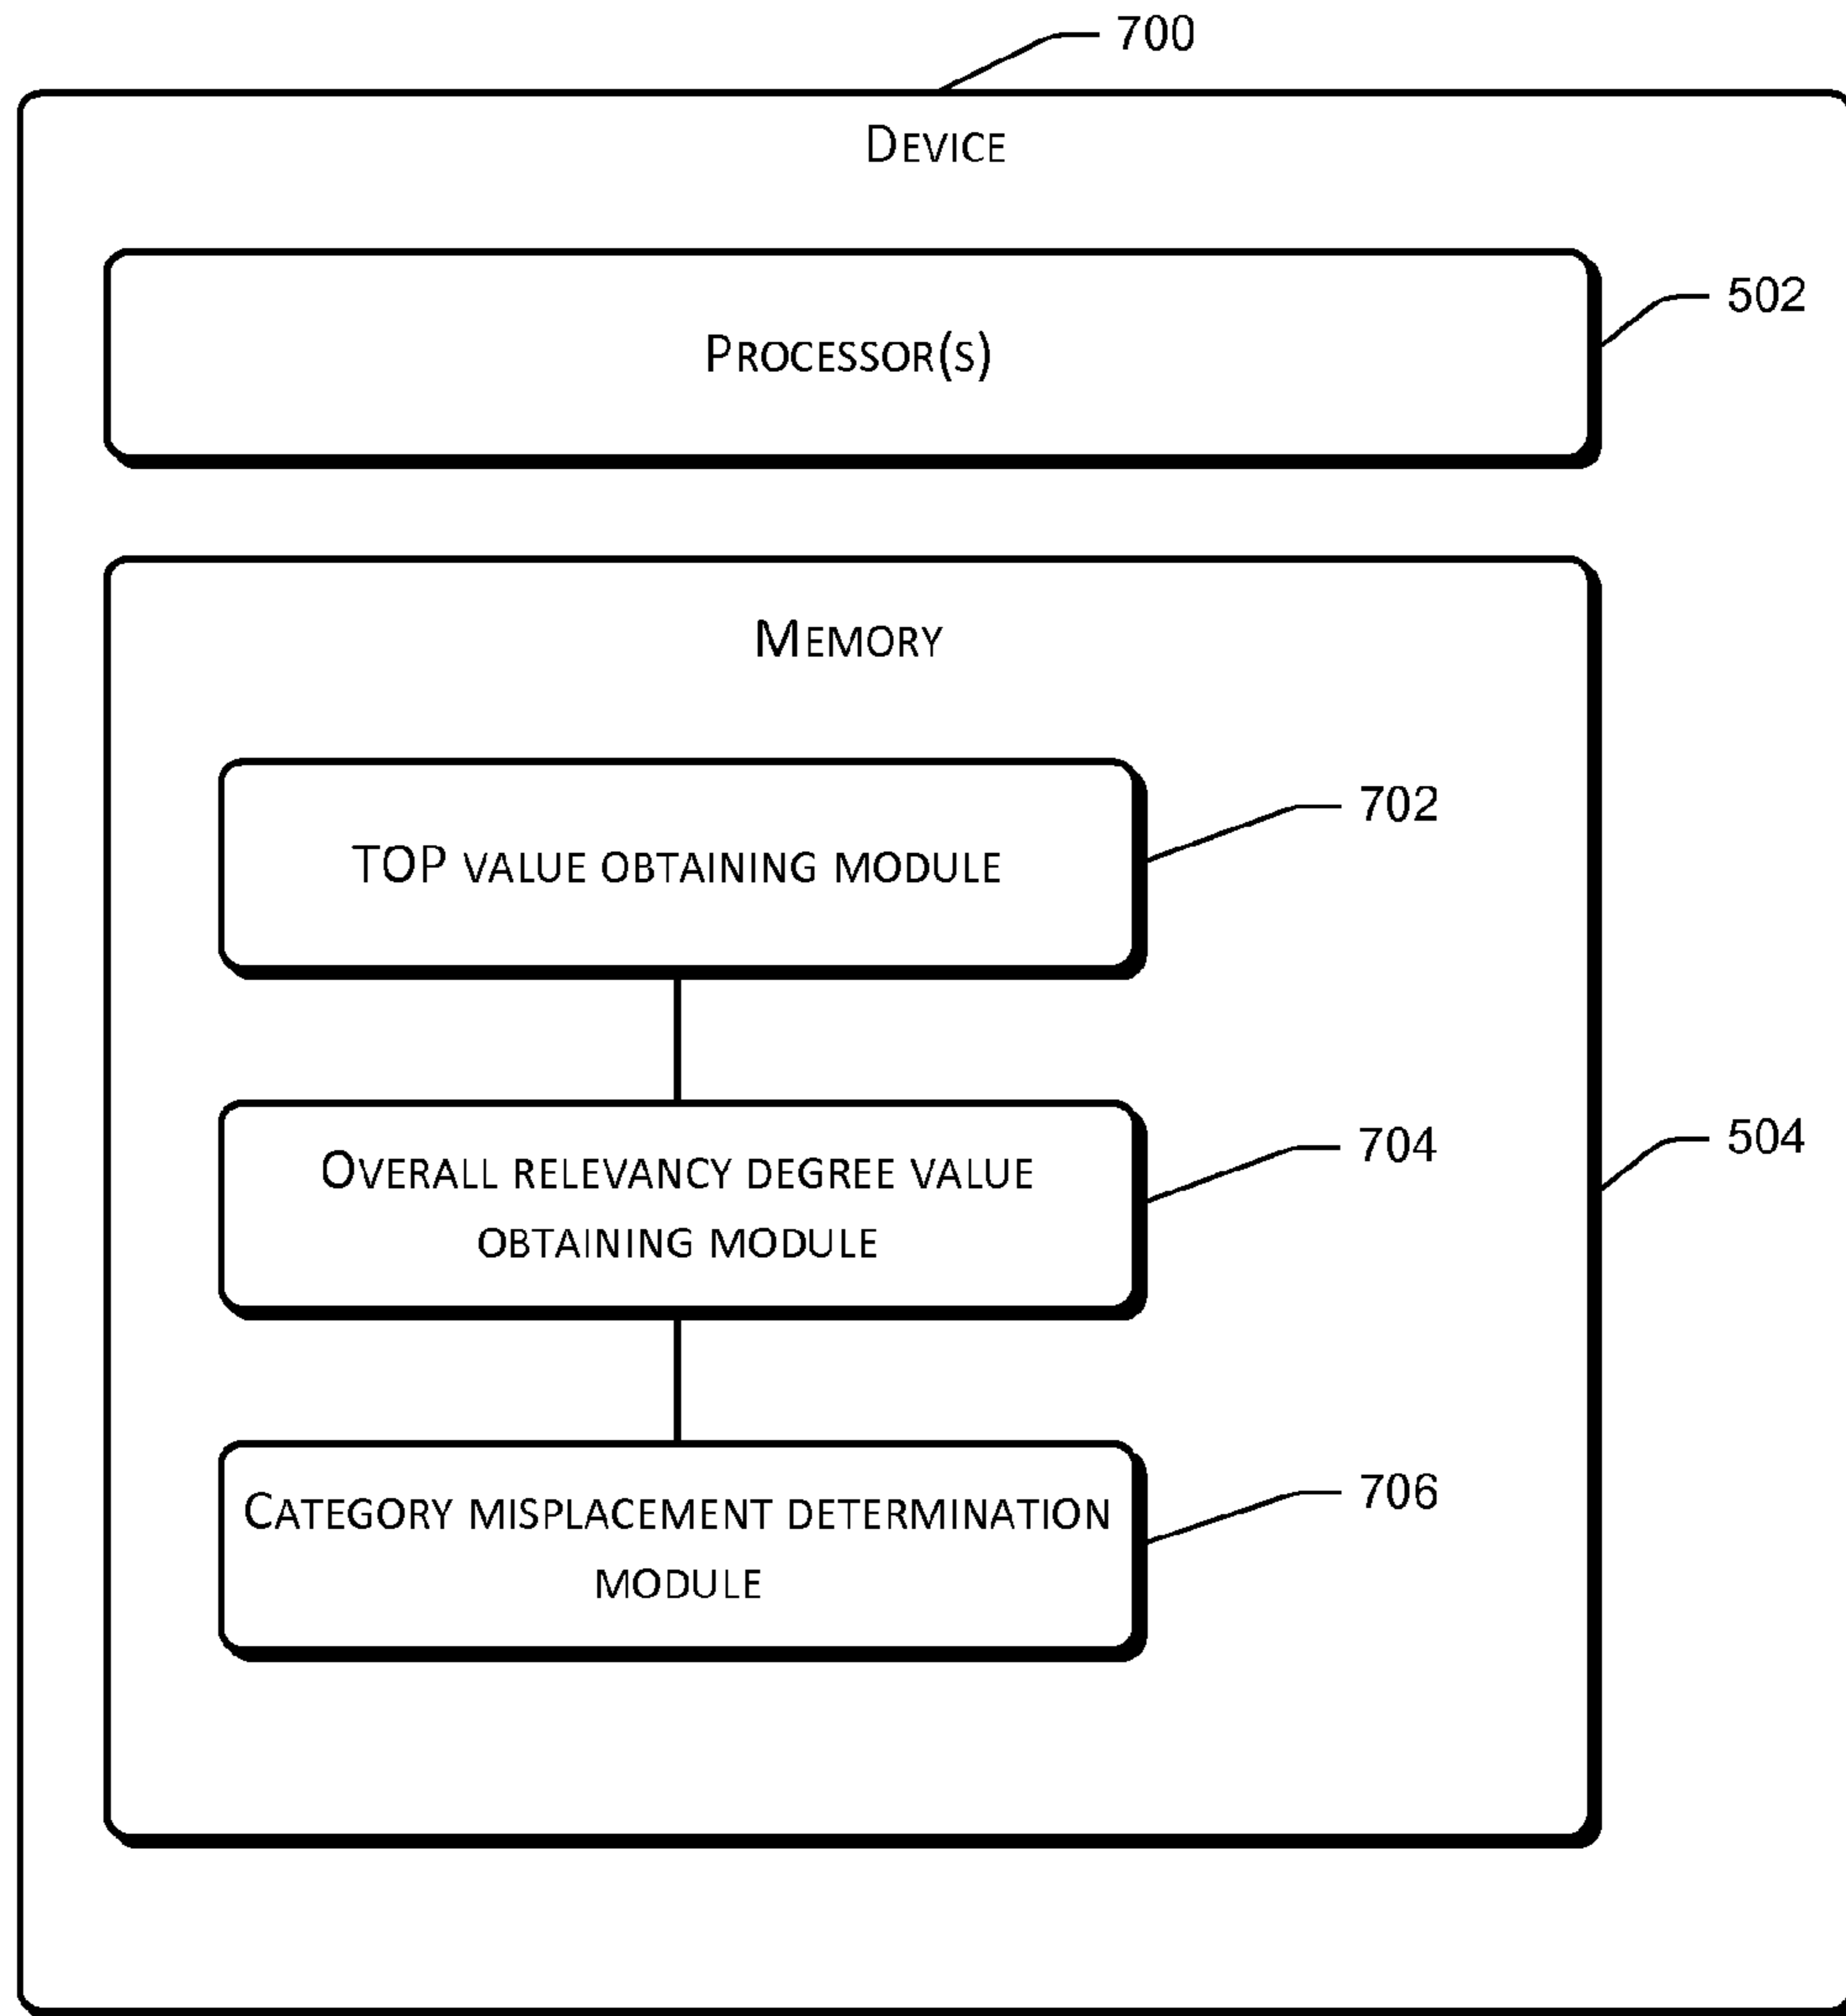 700
DEVICE
502
PROCESSOR(S)
MEMORY
702
TOP VALUE OBTAINING MODULE
704
OVERALL RELEVANCY DEGREE VALUE
OBTAINING MODULE
504
706
CATEGORY MISPLACEMENT DETERMINATION
MODULE